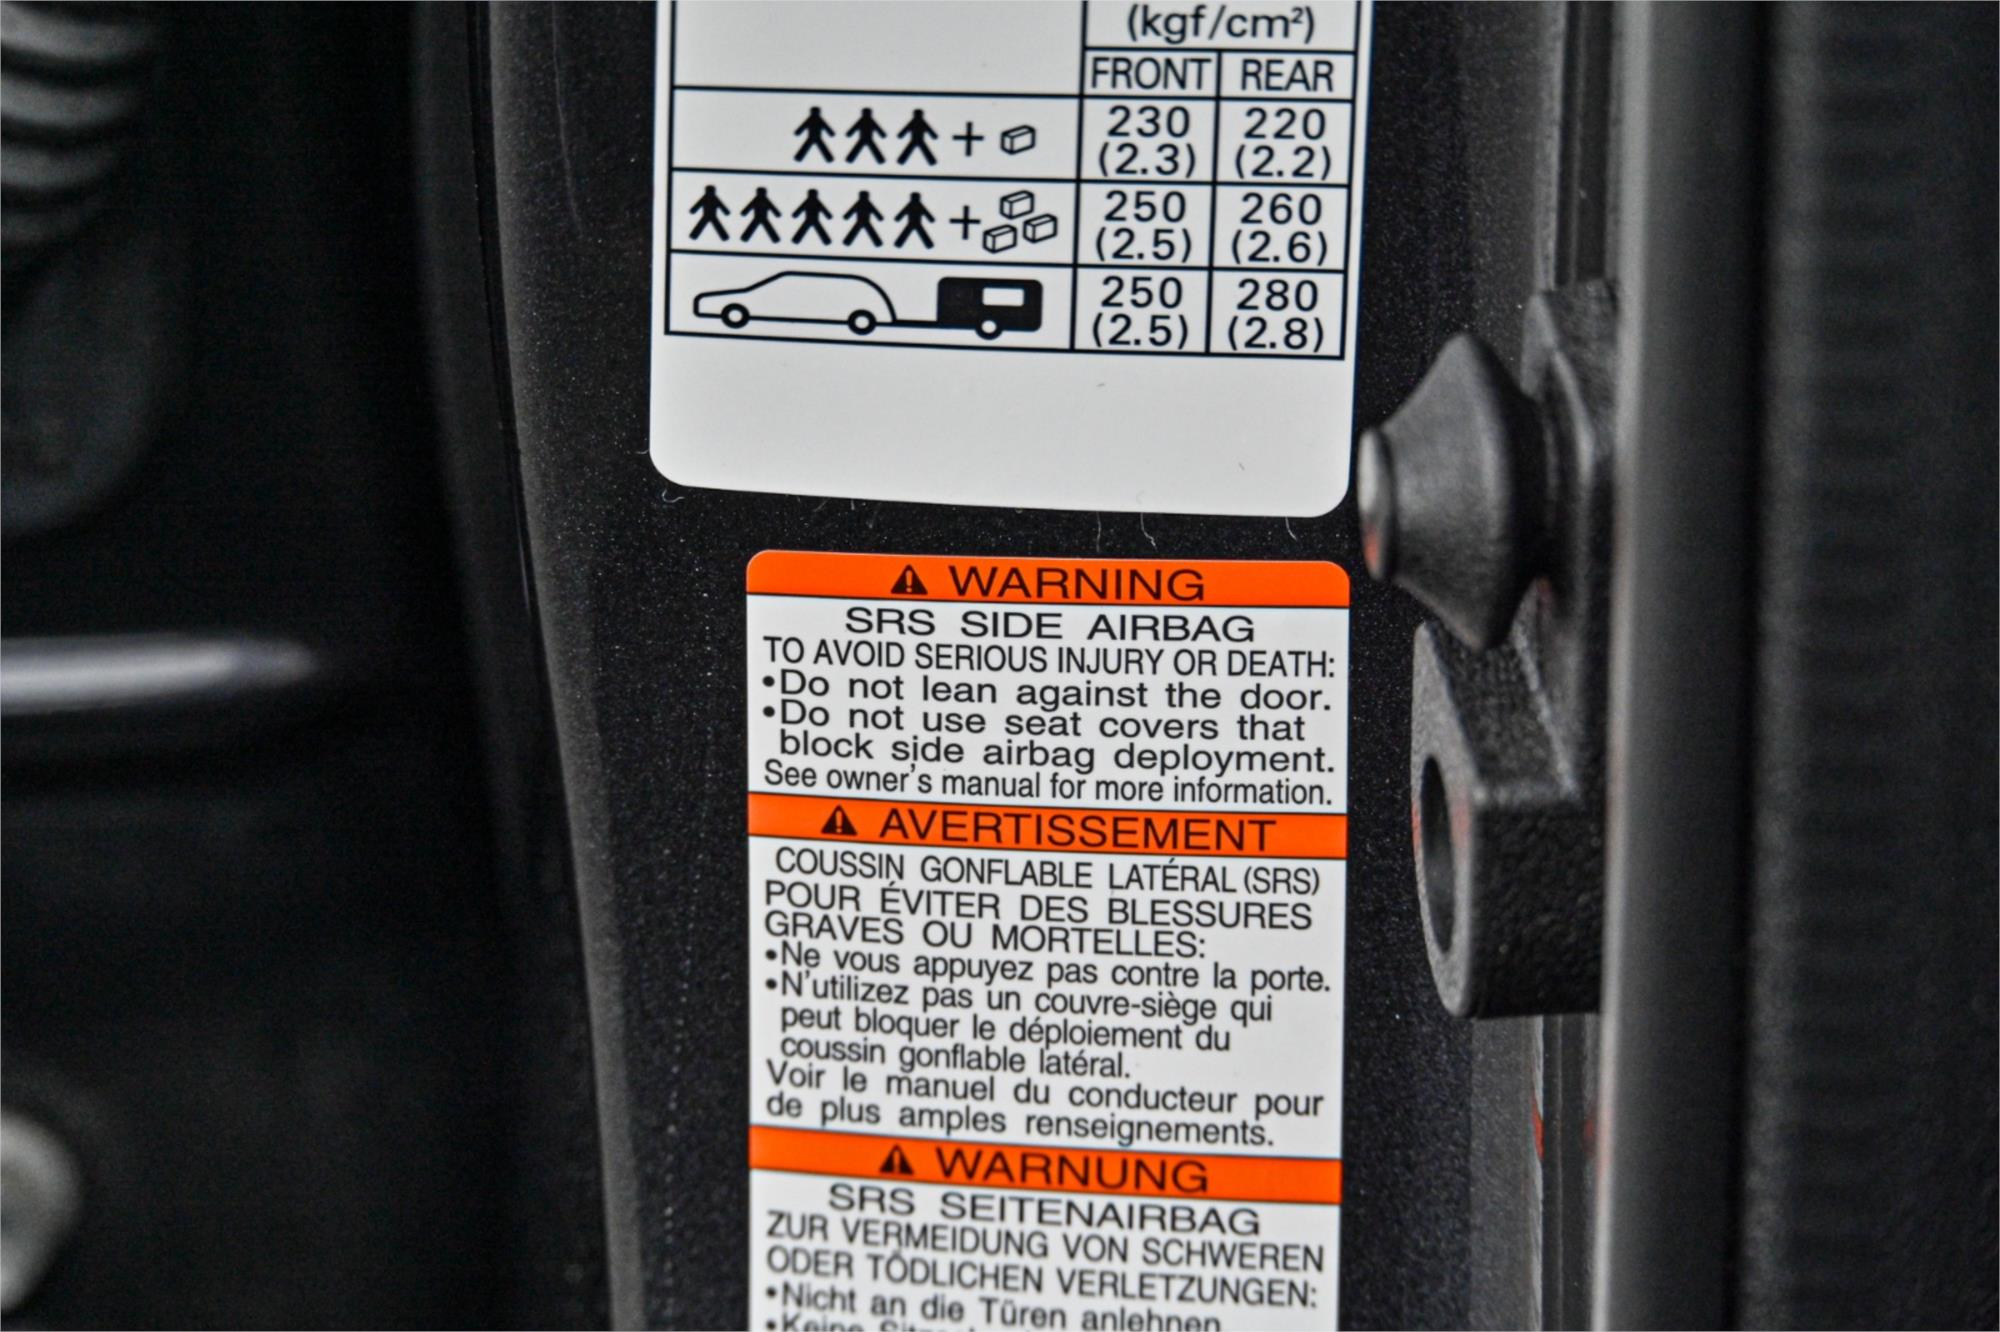 (kgf/cm²)
FRONT REAR
+ 230 220
(2.3) (2.2)
+ 250 260
(2.5) (2.6)
250 280
(2.5) (2.8)
WARNING
SRS SIDE AIRBAG
TO AVOID SERIOUS INJURY OR DEATH:
•Do not lean against the door.
•Do not use seat covers that
block side airbag deployment.
See owner's manual for more information.
AVERTISSEMENT
COUSSIN GONFLABLE LATÉRAL (SRS)
POUR ÉVITER DES BLESSURES
GRAVES OU MORTELLES:
•Ne vous appuyez pas contre la porte.
•N'utilizez pas un couvre-siège qui
peut bloquer le déploiement du
coussin gonflable latéral.
Voir le manuel du conducteur pour
de plus amples renseignements.
WARNUNG
SRS SEITENAIRBAG
ZUR VERMEIDUNG VON SCHWEREN
ODER TÖDLICHEN VERLETZUNGEN:
•Nicht an die Türen anlehnen
•Keine